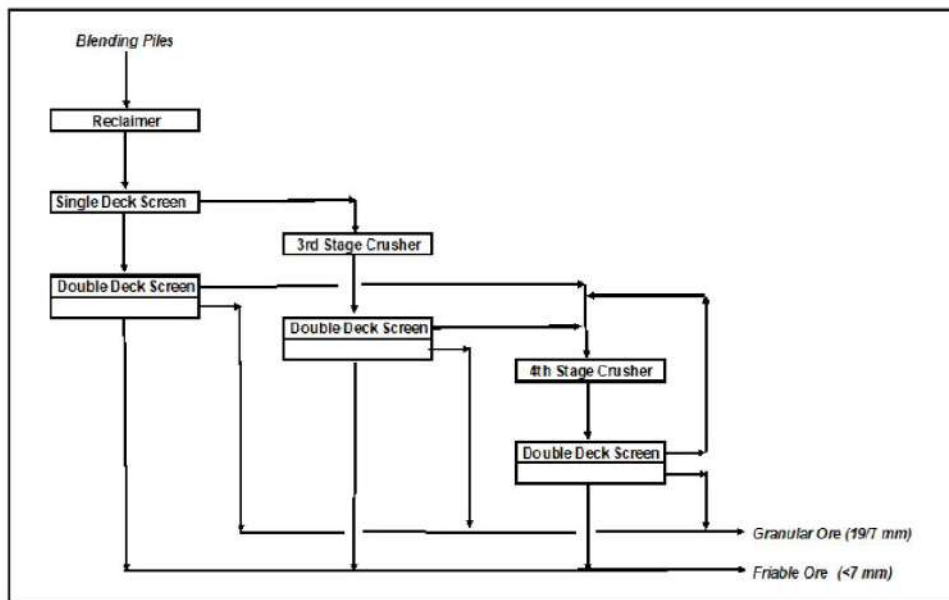 Blending Piles
Reclaimer
Single Deck Screen
3rd Stage Crusher
Double Deck Screen
Double Deck Screen
4th Stage Crusher
Double Deck Screen
Granular Ore (19/7 mm)
Friable Ore (<7 mm)